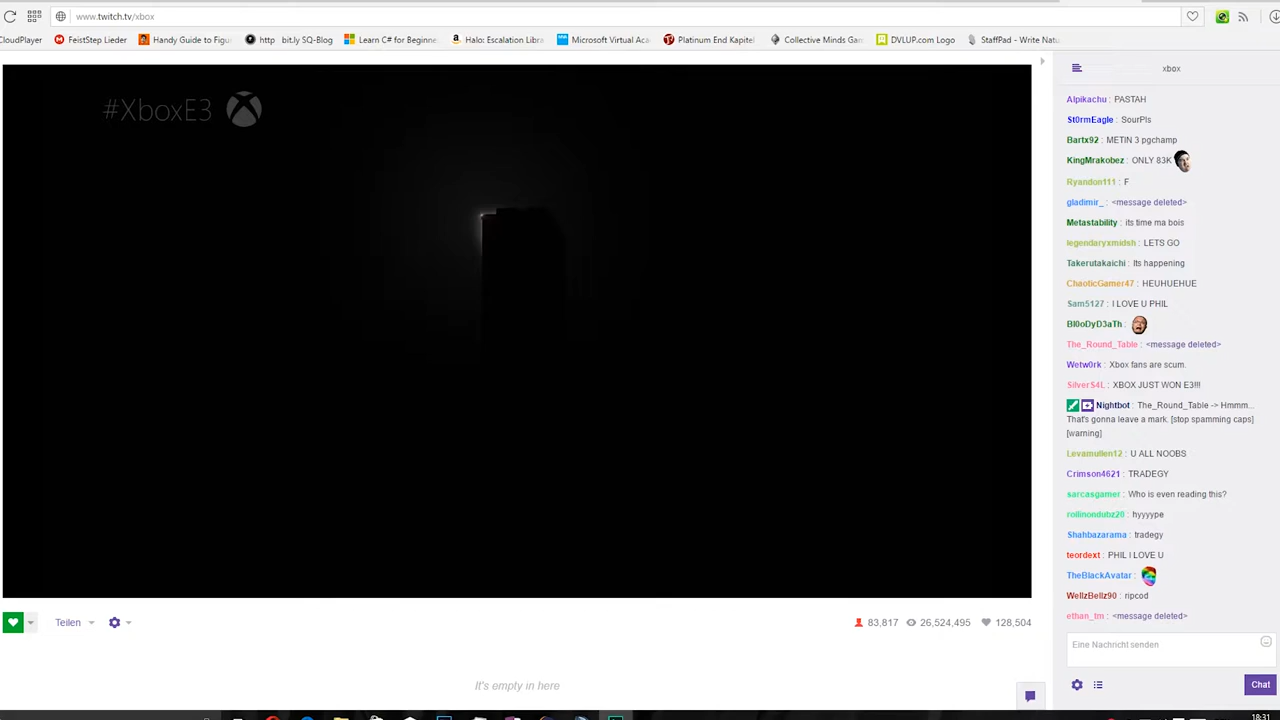 www.twitch.tv/xbox
CloudPlayer
FeistStep Lieder
Handy Guide to Figu
http bit.ly SQ-Blog
Learn C# for Beginne
Halo: Escalation Libra
Microsoft Virtual Aca
Platinum End Kapitel
Collective Minds Gam
DVLUP.com Logo
StaffPad - Write Natu
#XboxE3
xbox
Alpikachu : PASTAH
St0rmEagle : SourPls
Bartx92 : METIN 3 pgchamp
KingMrakobez : ONLY 83K
Ryandon111 : F
gladimir_ : <message deleted>
Metastability : its time ma bois
legendaryxmidsh : LETS GO
Takerutakaichi : Its happening
ChaoticGamer47 : HEUHUEHUE
Sam5127 : I LOVE U PHIL
Bl0oDyD3aTh :
The_Round_Table : <message deleted>
Wetw0rk : Xbox fans are scum.
SilverS4L : XBOX JUST WON E3!!!
Nightbot : The_Round_Table -> Hmmm...
That's gonna leave a mark. [stop spamming caps]
[warning]
Levamullen12 : U ALL NOOBS
Crimson4621 : TRADEGY
sarcasgamer : Who is even reading this?
rollinondubz20 : hyyyype
Shahbazarama : tradegy
teordext : PHIL I LOVE U
TheBlackAvatar :
WellzBellz90 : ripcod
ethan_tm : <message deleted>
Eine Nachricht senden
Chat
Teilen
83,817
26,524,495
128,504
It's empty in here
18:31